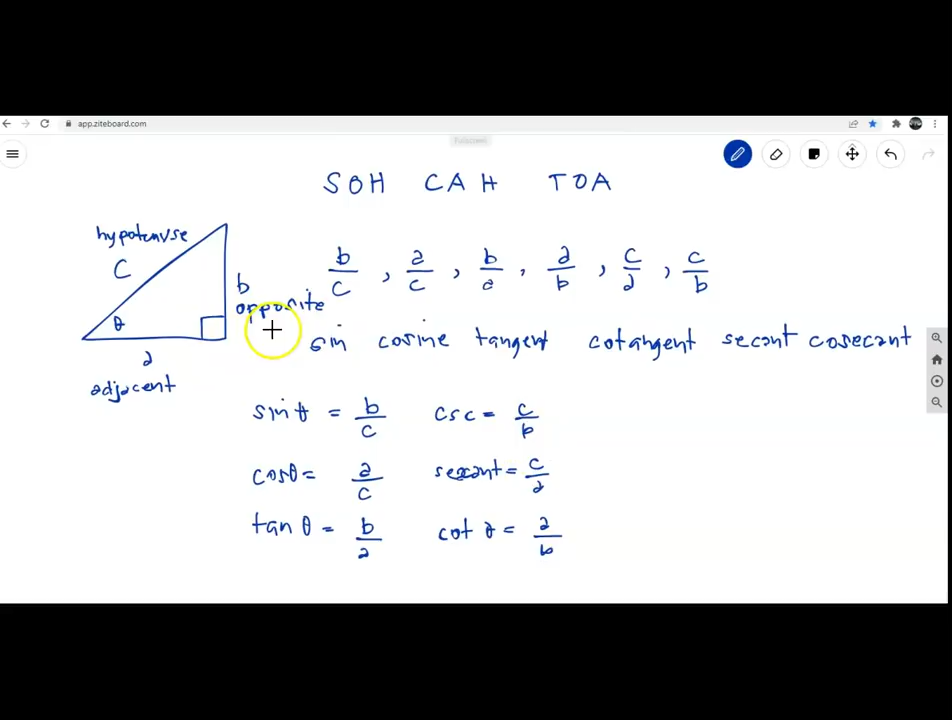 app.ziteboard.com
SOH CAH TOA
hypotenuse
C
b
opposite
θ
a
adjacent
b/c , a/c , b/a , a/b , c/a , c/b
sin cosine tangent cotangent secant cosecant
sin θ = b/c csc = c/b
cosθ = a/c secant = c/a
tan θ = b/a cot = a/b